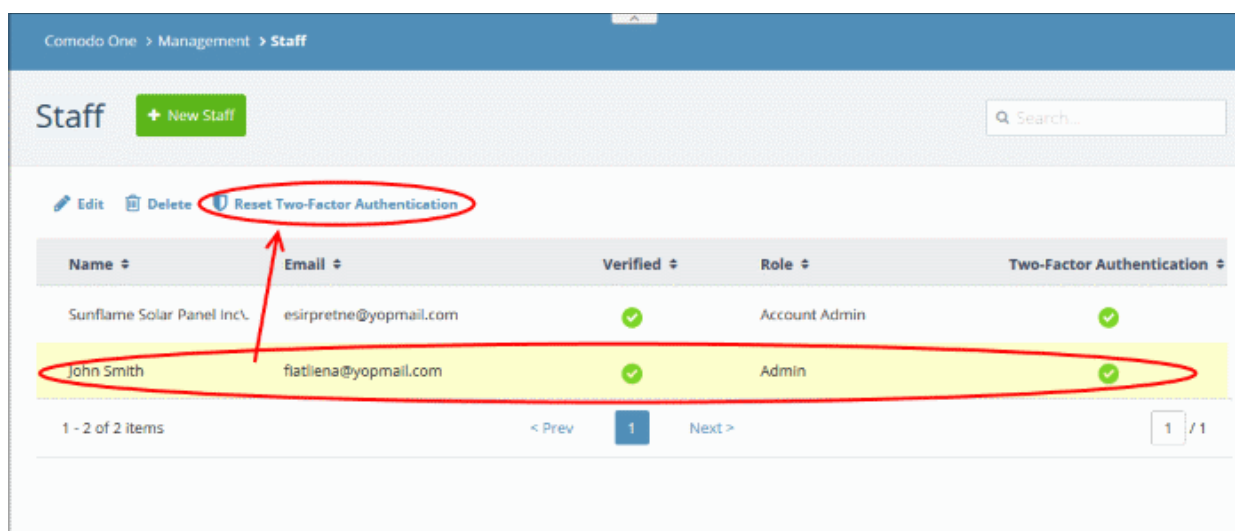 Comodo One > Management > Staff
Staff + New Staff Search...
Edit Delete Reset Two-Factor Authentication
Name Email Verified Role Two-Factor Authentication
Sunflame Solar Panel Inc\. esirpretne@yopmail.com Account Admin
John Smith fiatliena@yopmail.com Admin
1 - 2 of 2 items < Prev 1 Next > 1 / 1